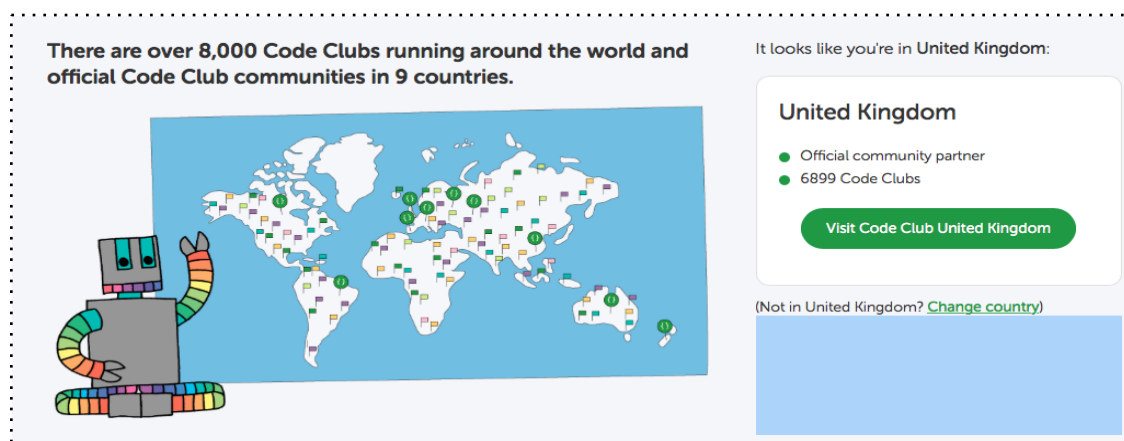 There are over 8,000 Code Clubs running around the world and
official Code Club communities in 9 countries.
It looks like you're in United Kingdom:
United Kingdom
Official community partner
6899 Code Clubs
Visit Code Club United Kingdom
(Not in United Kingdom? Change country)